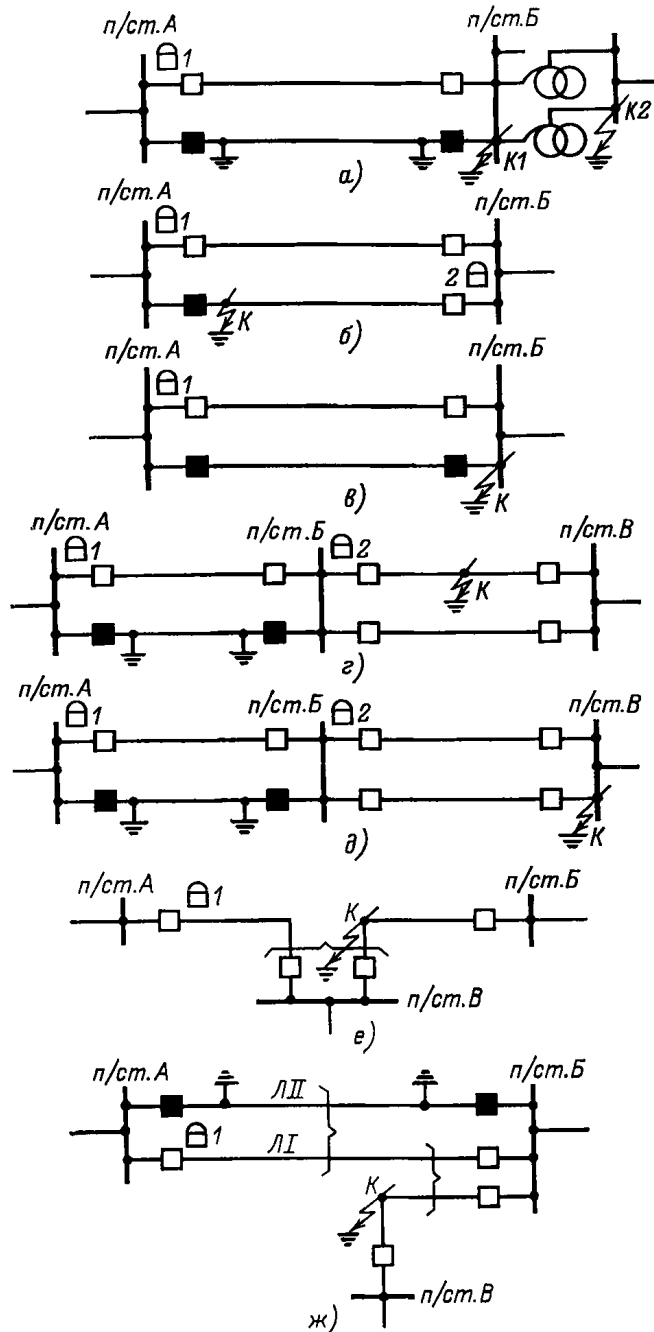 п/ст.А
п/ст.Б
1
К2
К1
а)
п/ст.А
п/ст.Б
1
2
К
б)
п/ст.А
п/ст.Б
1
К
в)
п/ст.А
п/ст.Б
п/ст.В
1
2
К
г)
п/ст.А
п/ст.Б
п/ст.В
1
2
К
д)
п/ст.А
п/ст.Б
1
К
п/ст.В
е)
п/ст.А
п/ст.Б
ЛII
1
ЛI
К
п/ст.В
ж)